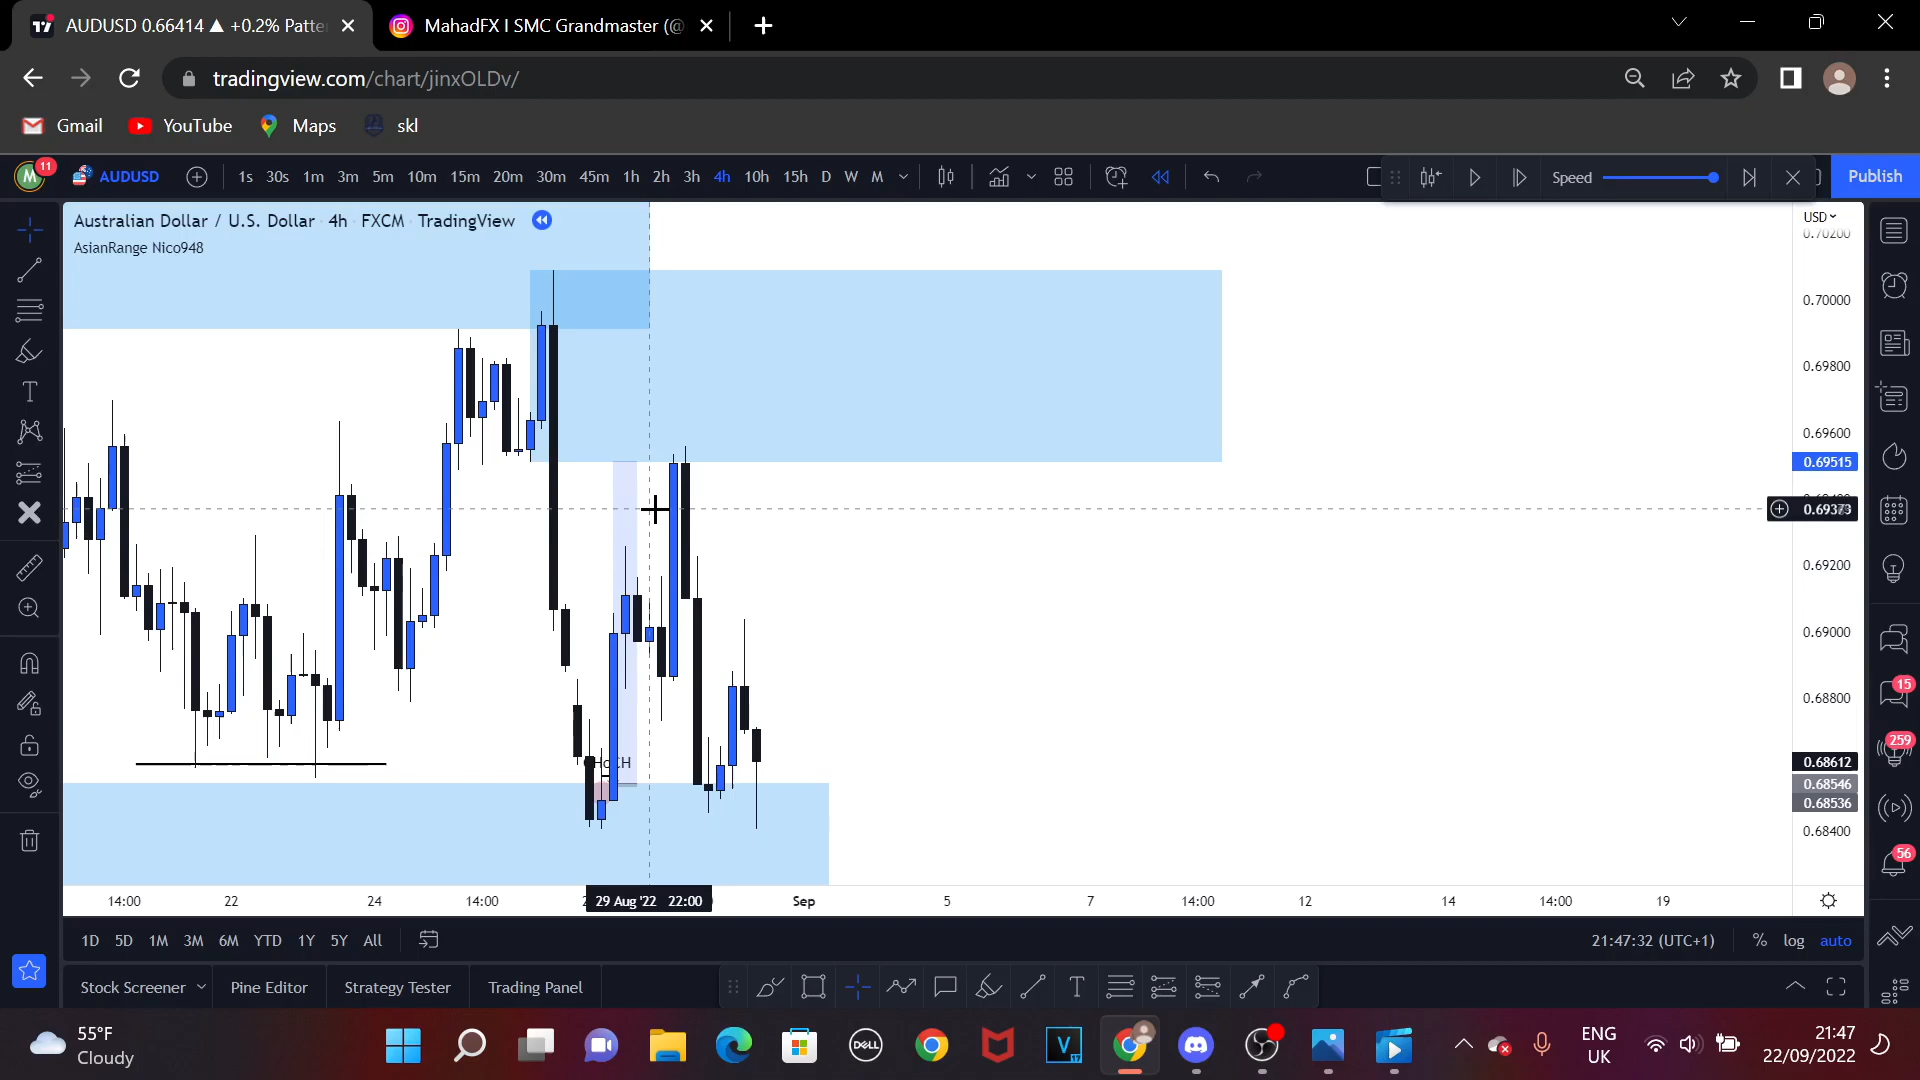 AUDUSD 0.66414 ▲ +0.2% Patte
MahadFX I SMC Grandmaster (@
tradingview.com/chart/jinxOLDv/
Gmail
YouTube
Maps
skl
M
11
AUDUSD
1s 30s 1m 3m 5m 10m 15m 20m 30m 45m 1h 2h 3h 4h 10h 15h D W M
Speed
Publish
Australian Dollar / U.S. Dollar 4h FXCM TradingView
AsianRange Nico948
USD
0.70200
0.70000
0.69800
0.69600
0.69515
0.69373
0.69200
0.69000
0.68800
0.68612
0.68546
0.68536
0.68400
15
259
56
14:00 22 24 14:00 29 Aug '22 22:00 Sep 5 7 14:00 12 14 14:00 19
1D 5D 1M 3M 6M YTD 1Y 5Y All
21:47:32 (UTC+1)
% log auto
Stock Screener
Pine Editor
Strategy Tester
Trading Panel
55°F
Cloudy
DELL
V
17
ENG
UK
21:47
22/09/2022